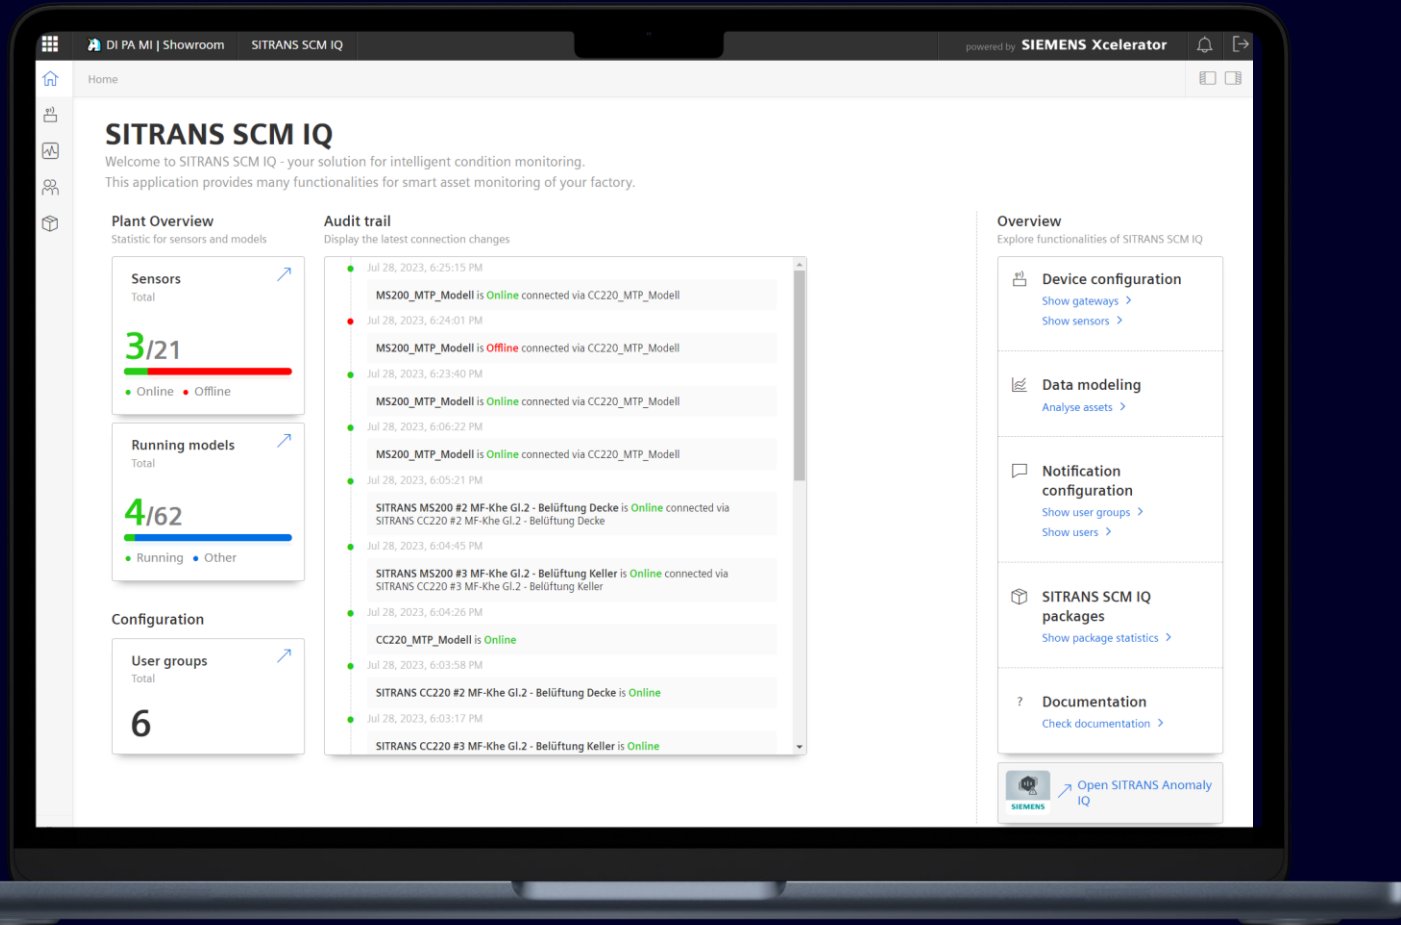 DI PA MI | Showroom
SITRANS SCM IQ
powered by SIEMENS Xcelerator
Home
SITRANS SCM IQ
Welcome to SITRANS SCM IQ - your solution for intelligent condition monitoring.
This application provides many functionalities for smart asset monitoring of your factory.
Plant Overview
Statistic for sensors and models
Sensors
Total
3/21
Online
Offline
Running models
Total
4/62
Running
Other
Configuration
User groups
Total
6
Audit trail
Display the latest connection changes
Jul 28, 2023, 6:25:15 PM
MS200_MTP_Modell is Online connected via CC220_MTP_Modell
Jul 28, 2023, 6:24:01 PM
MS200_MTP_Modell is Offline connected via CC220_MTP_Modell
Jul 28, 2023, 6:23:40 PM
MS200_MTP_Modell is Online connected via CC220_MTP_Modell
Jul 28, 2023, 6:06:22 PM
MS200_MTP_Modell is Online connected via CC220_MTP_Modell
Jul 28, 2023, 6:05:21 PM
SITRANS MS200 #2 MF-Khe Gl.2 - Belüftung Decke is Online connected via
SITRANS CC220 #2 MF-Khe Gl.2 - Belüftung Decke
Jul 28, 2023, 6:04:45 PM
SITRANS MS200 #3 MF-Khe Gl.2 - Belüftung Keller is Online connected via
SITRANS CC220 #3 MF-Khe Gl.2 - Belüftung Keller
Jul 28, 2023, 6:04:26 PM
CC220_MTP_Modell is Online
Jul 28, 2023, 6:03:58 PM
SITRANS CC220 #2 MF-Khe Gl.2 - Belüftung Decke is Online
Jul 28, 2023, 6:03:17 PM
SITRANS CC220 #3 MF-Khe Gl.2 - Belüftung Keller is Online
Overview
Explore functionalities of SITRANS SCM IQ
Device configuration
Show gateways
Show sensors
Data modeling
Analyse assets
Notification
configuration
Show user groups
Show users
SITRANS SCM IQ
packages
Show package statistics
? Documentation
Check documentation
SIEMENS
Open SITRANS Anomaly
IQ